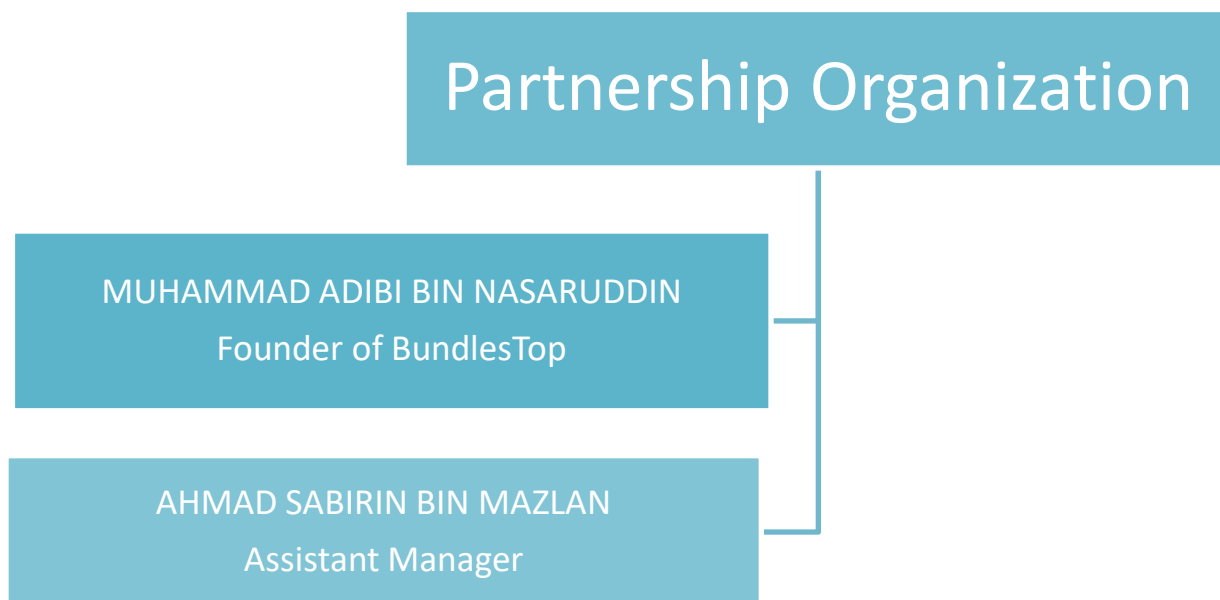 Partnership Organization
MUHAMMAD ADIBI BIN NASARUDDIN
Founder of BundlesTop
AHMAD SABIRIN BIN MAZLAN
Assistant Manager